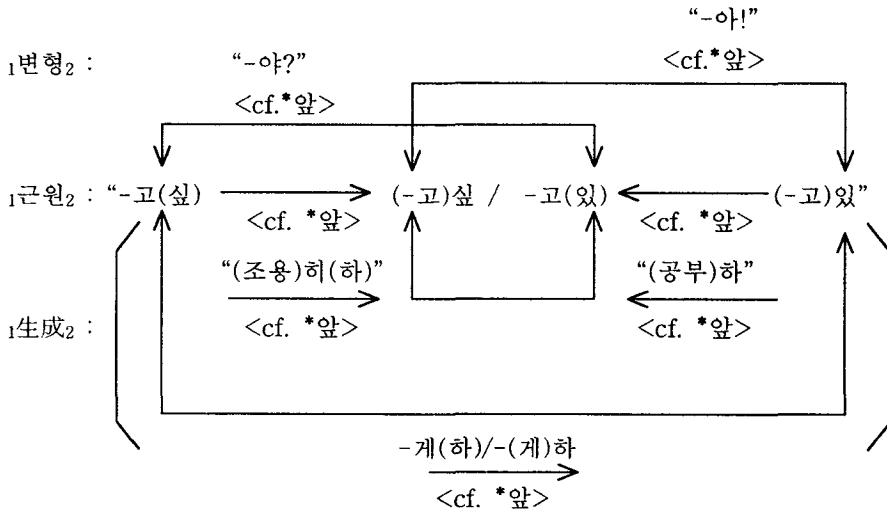 "-아!"
₁변형₂ : "-야?" <cf.*앞>
<cf.*앞>
₁근원₂ : "-고(싶) (-고)싶 / -고(있) (-고)있"
<cf. *앞> <cf. *앞>
"(조용)히(하)" "(공부)하"
₁生成₂ : <cf. *앞> <cf. *앞>
-게(하)/-(게)하
<cf. *앞>